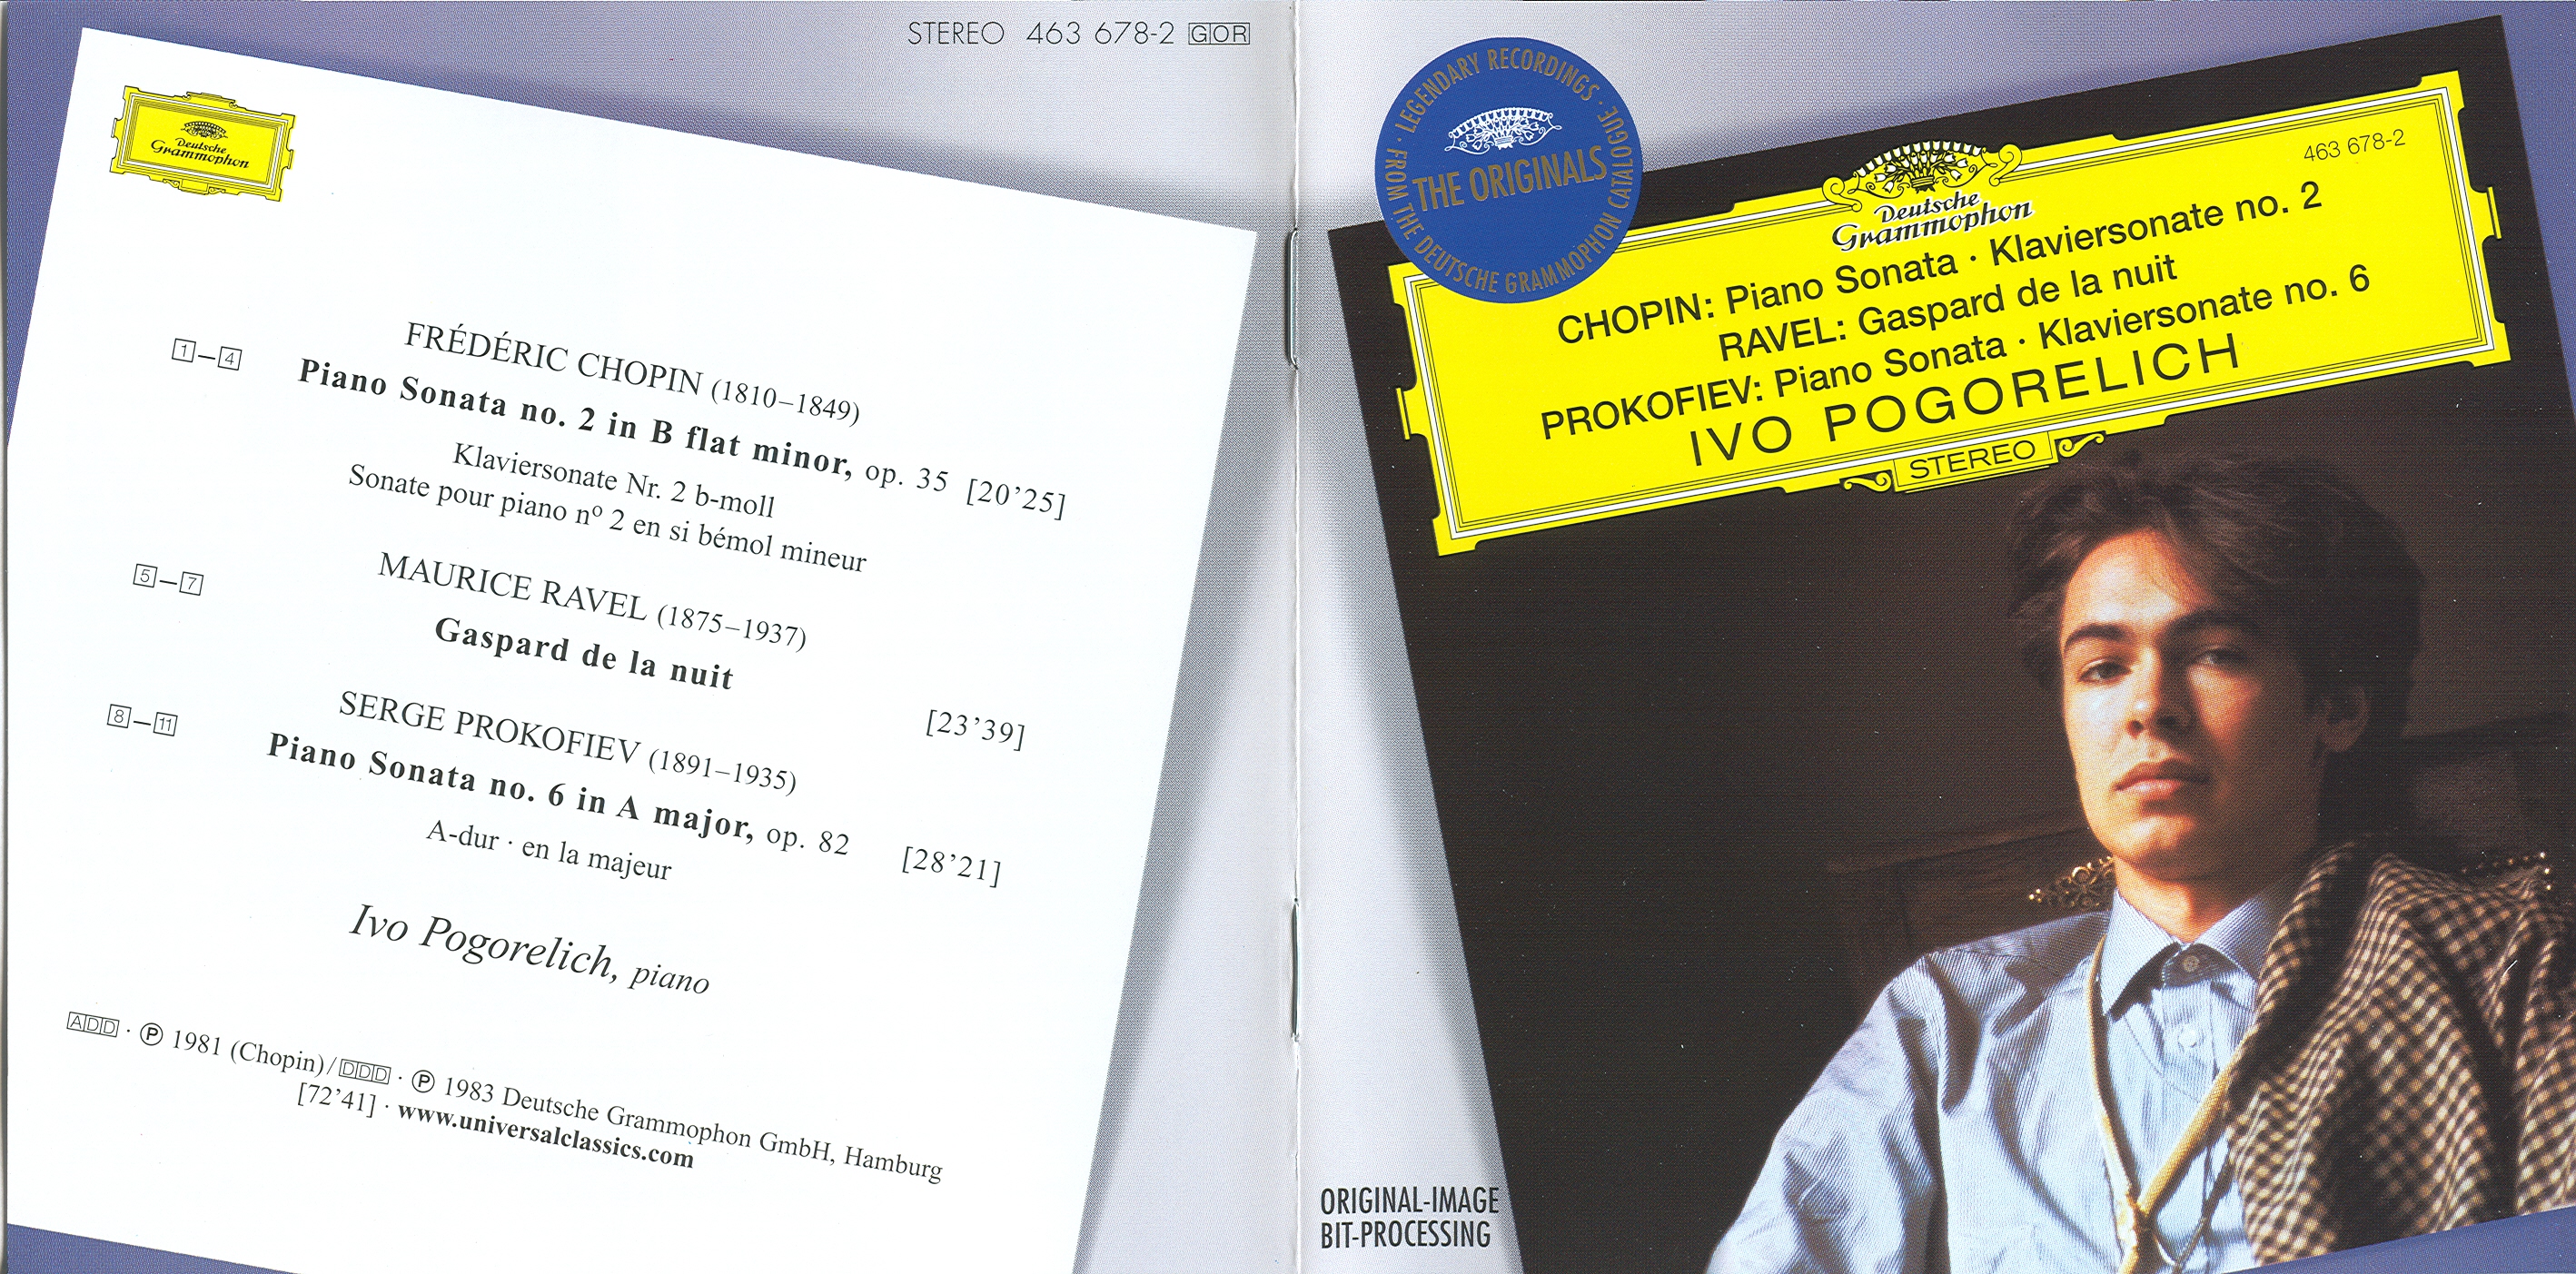 STEREO 463 678-2 GOR
Deutsche
Grammophon
FRÉDÉRIC CHOPIN (1810–1849)
1–4
Piano Sonata no. 2 in B flat minor, op. 35 [20’25]
Klaviersonate Nr. 2 b-moll
Sonate pour piano nº 2 en si bémol mineur
MAURICE RAVEL (1875–1937)
5–7
Gaspard de la nuit
[23’39]
SERGE PROKOFIEV (1891–1935)
8–11
Piano Sonata no. 6 in A major, op. 82 [28’21]
A-dur · en la majeur
Ivo Pogorelich, piano
ADD · Ⓟ 1981 (Chopin)/DDD · Ⓟ 1983 Deutsche Grammophon GmbH, Hamburg
[72’41] · www.universalclassics.com
· LEGENDARY RECORDINGS ·
FROM THE DEUTSCHE GRAMMOPHON CATALOGUE
THE ORIGINALS
463 678-2
Deutsche
Grammophon
CHOPIN: Piano Sonata · Klaviersonate no. 2
RAVEL: Gaspard de la nuit
PROKOFIEV: Piano Sonata · Klaviersonate no. 6
IVO POGORELICH
STEREO
ORIGINAL-IMAGE
BIT-PROCESSING